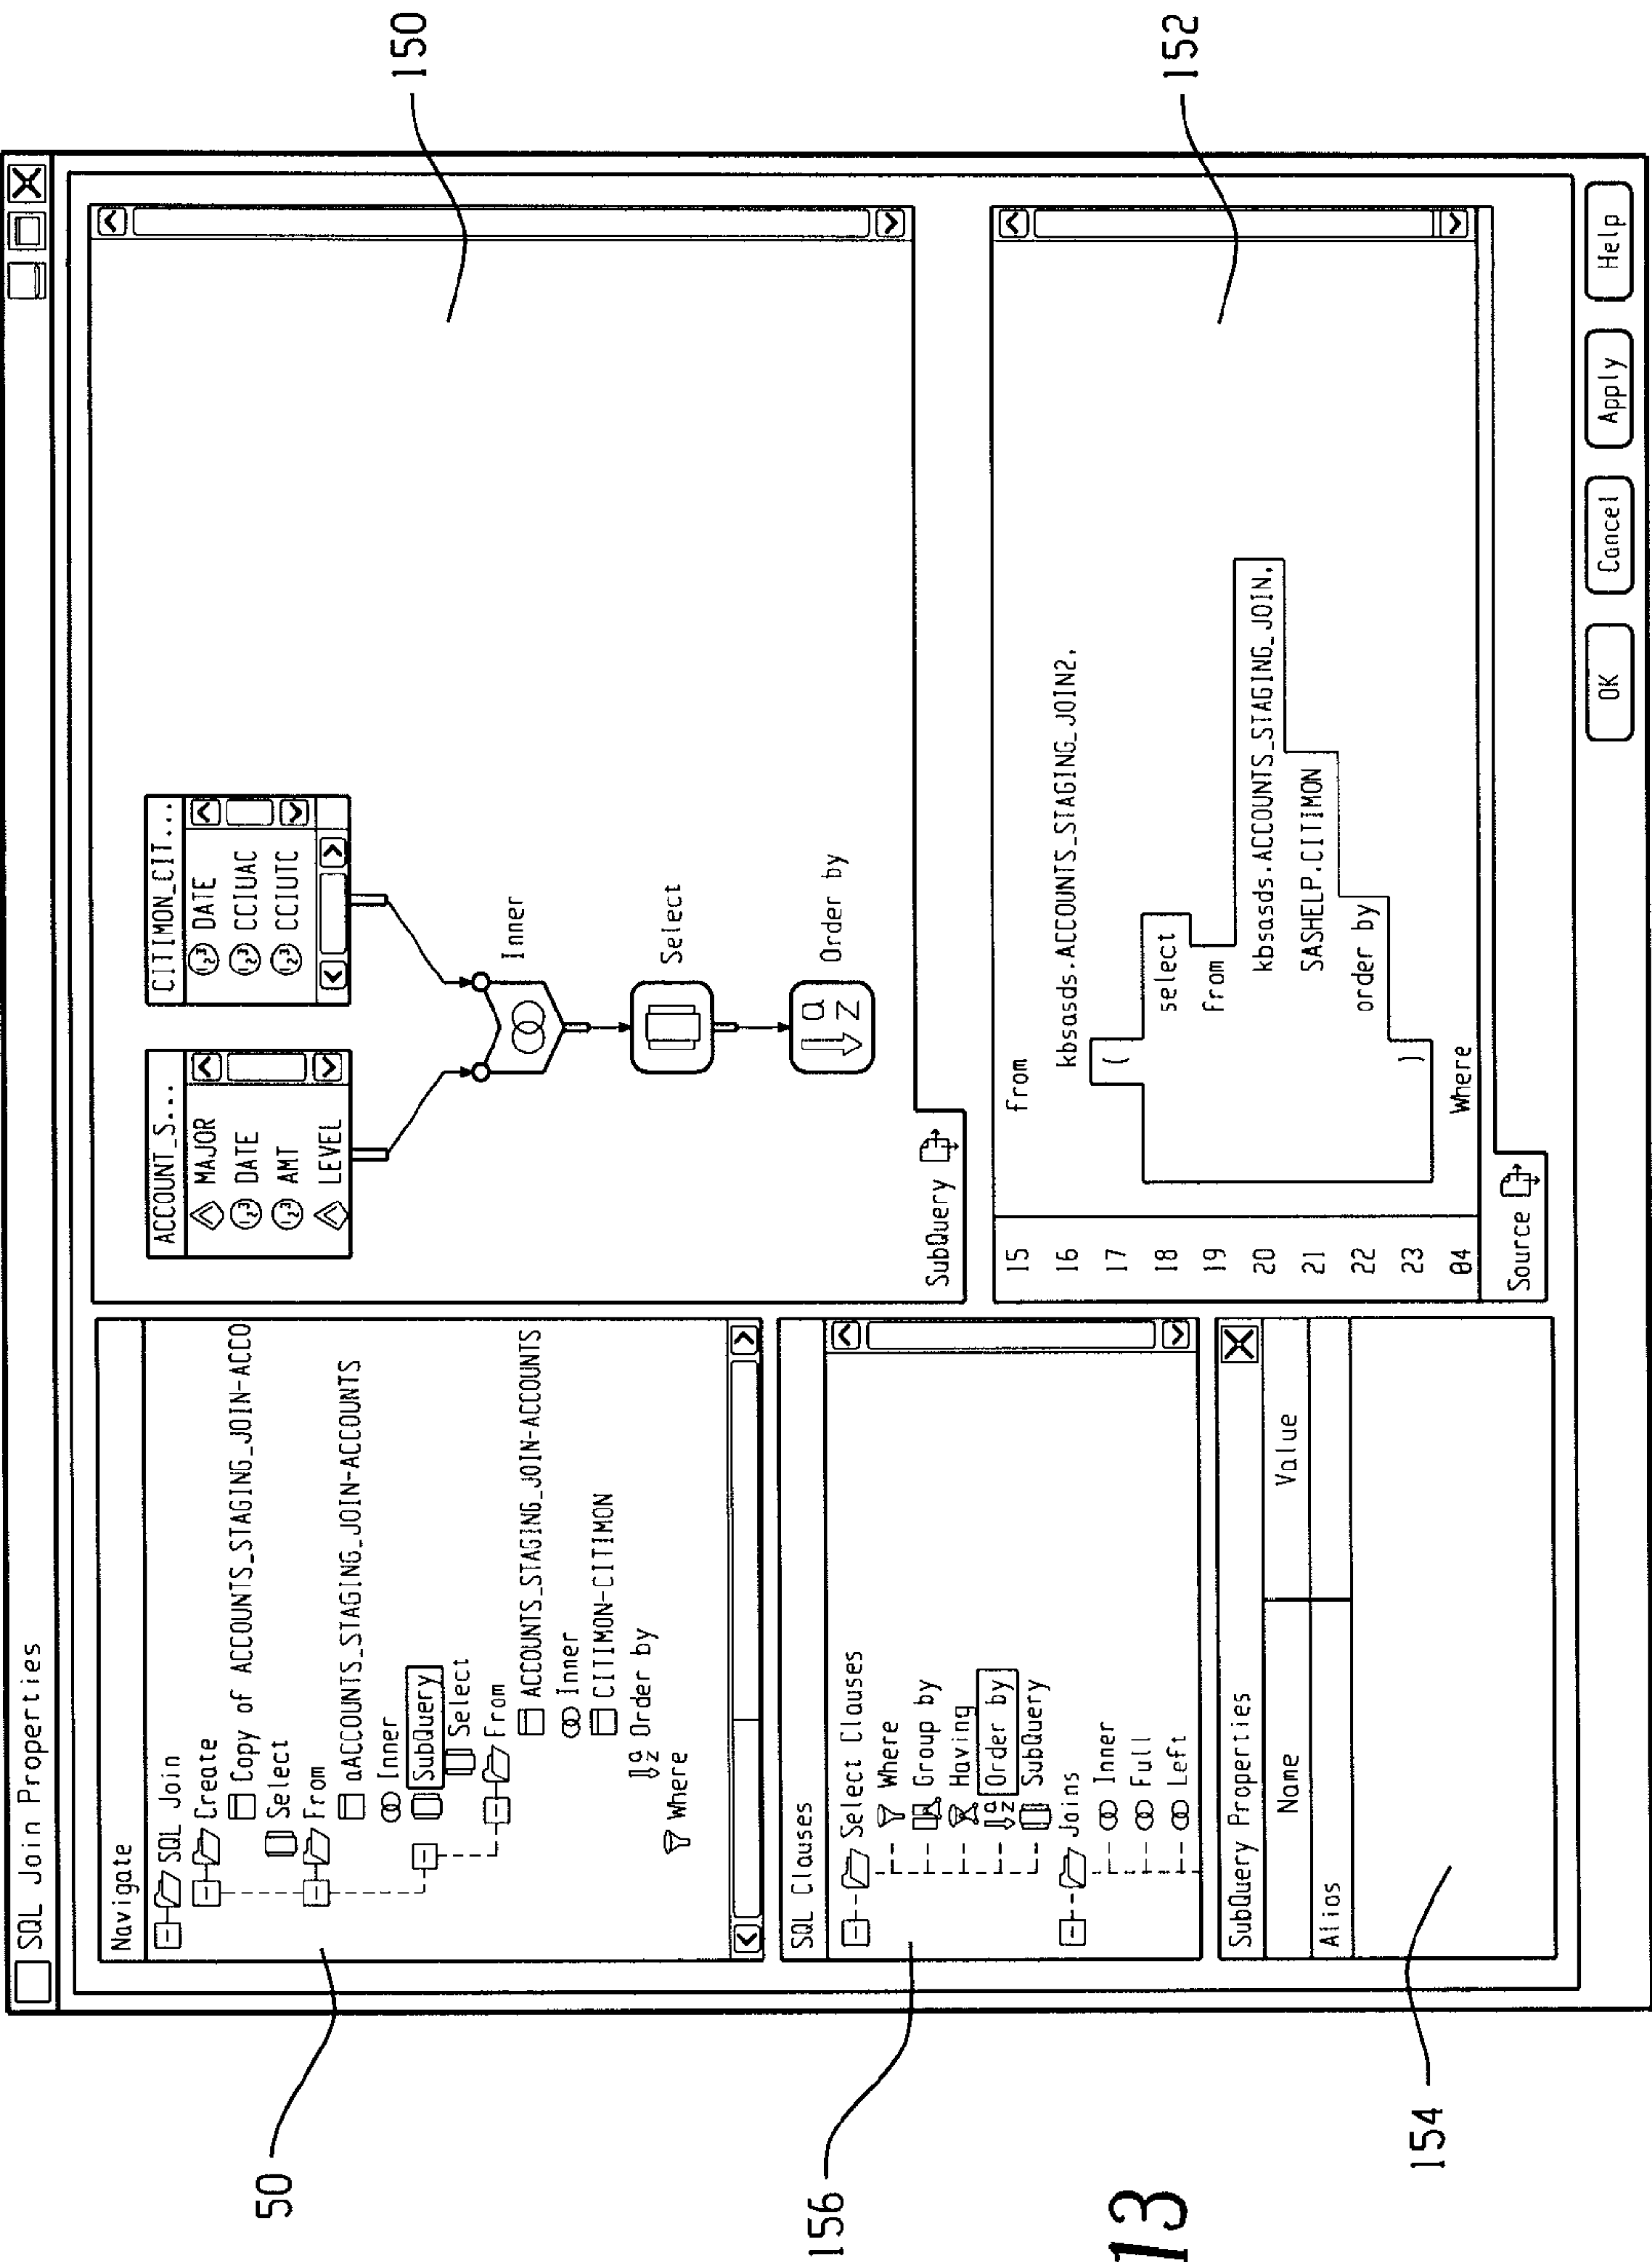 SQL Join Properties
Navigate
SQL Join
Create
Copy of ACCOUNTS_STAGING_JOIN-ACCO
Select
From
aACCOUNTS_STAGING_JOIN-ACCOUNTS
Inner
SubQuery
Select
From
ACCOUNTS_STAGING_JOIN-ACCOUNTS
Inner
CITIMON-CITIMON
Order by
Where
50
SQL Clauses
Select Clauses
Where
Group by
Having
Order by
SubQuery
Joins
Inner
Full
Left
156
SubQuery Properties
Name Value
Alias
154
ACCOUNT_S...
MAJOR
DATE
AMT
LEVEL
CITIMON_CIT...
DATE
CCIUAC
CCIUTC
Inner
Select
Order by
SubQuery
150
15 from
16 kbsasds.ACCOUNTS_STAGING_JOIN2,
17 (
18 select
19 from
20 kbsasds.ACCOUNTS_STAGING_JOIN,
21 SASHELP.CITIMON
22 order by
23 )
04 Where
Source
152
OK Cancel Apply Help
13